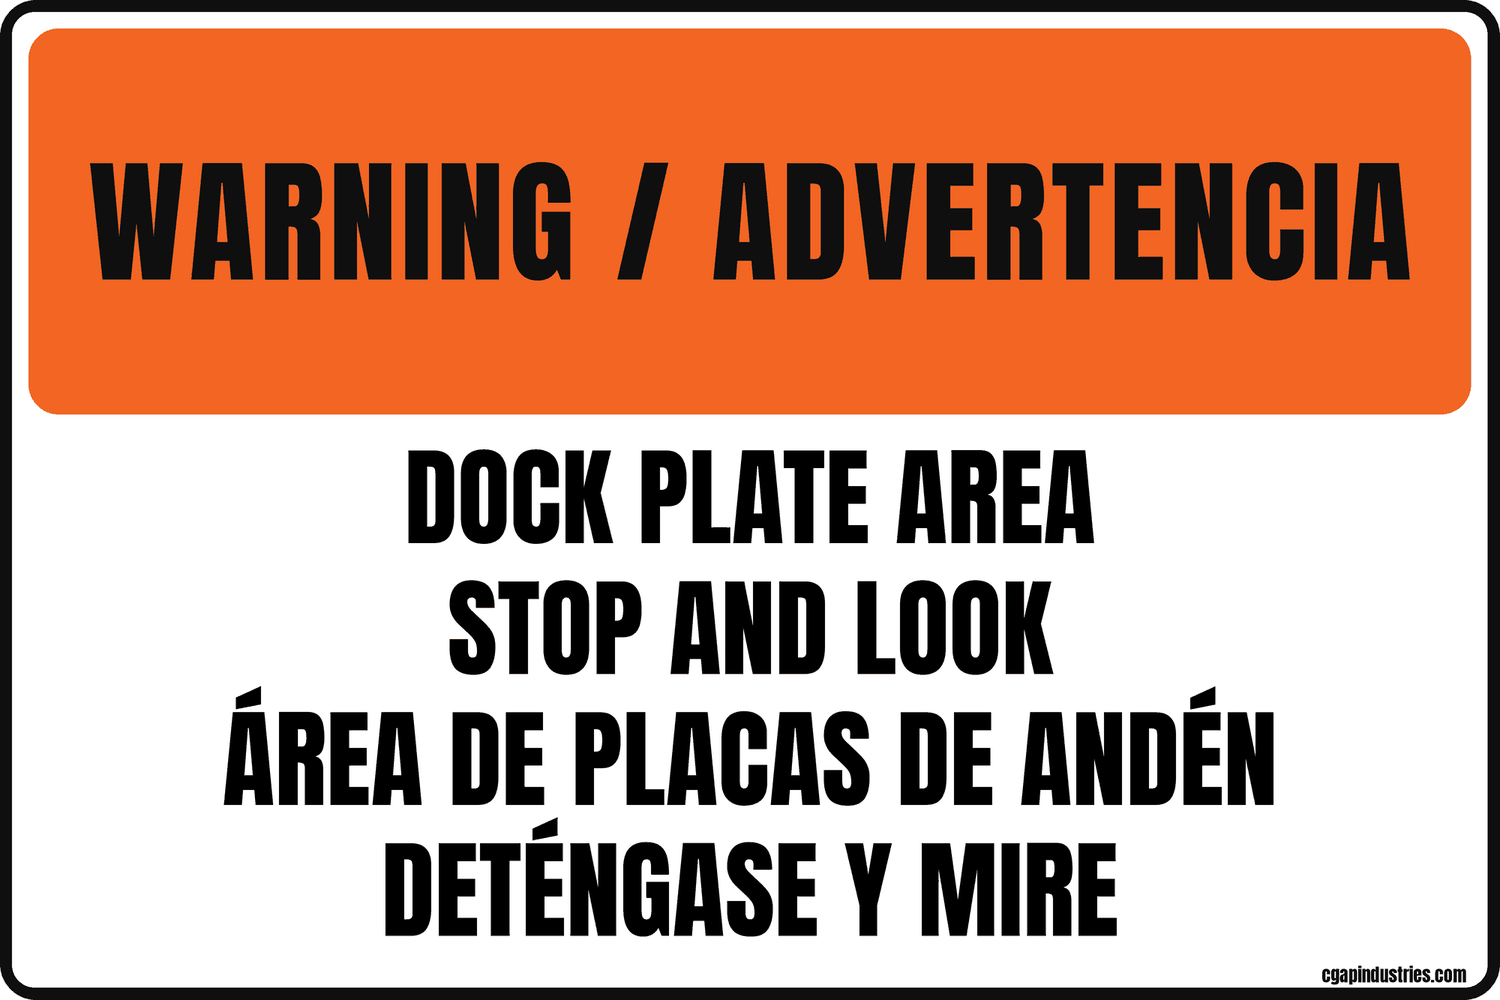 WARNING / ADVERTENCIA
DOCK PLATE AREA
STOP AND LOOK
ÁREA DE PLACAS DE ANDÉN
DETÉNGASE Y MIRE
cgapindustries.com